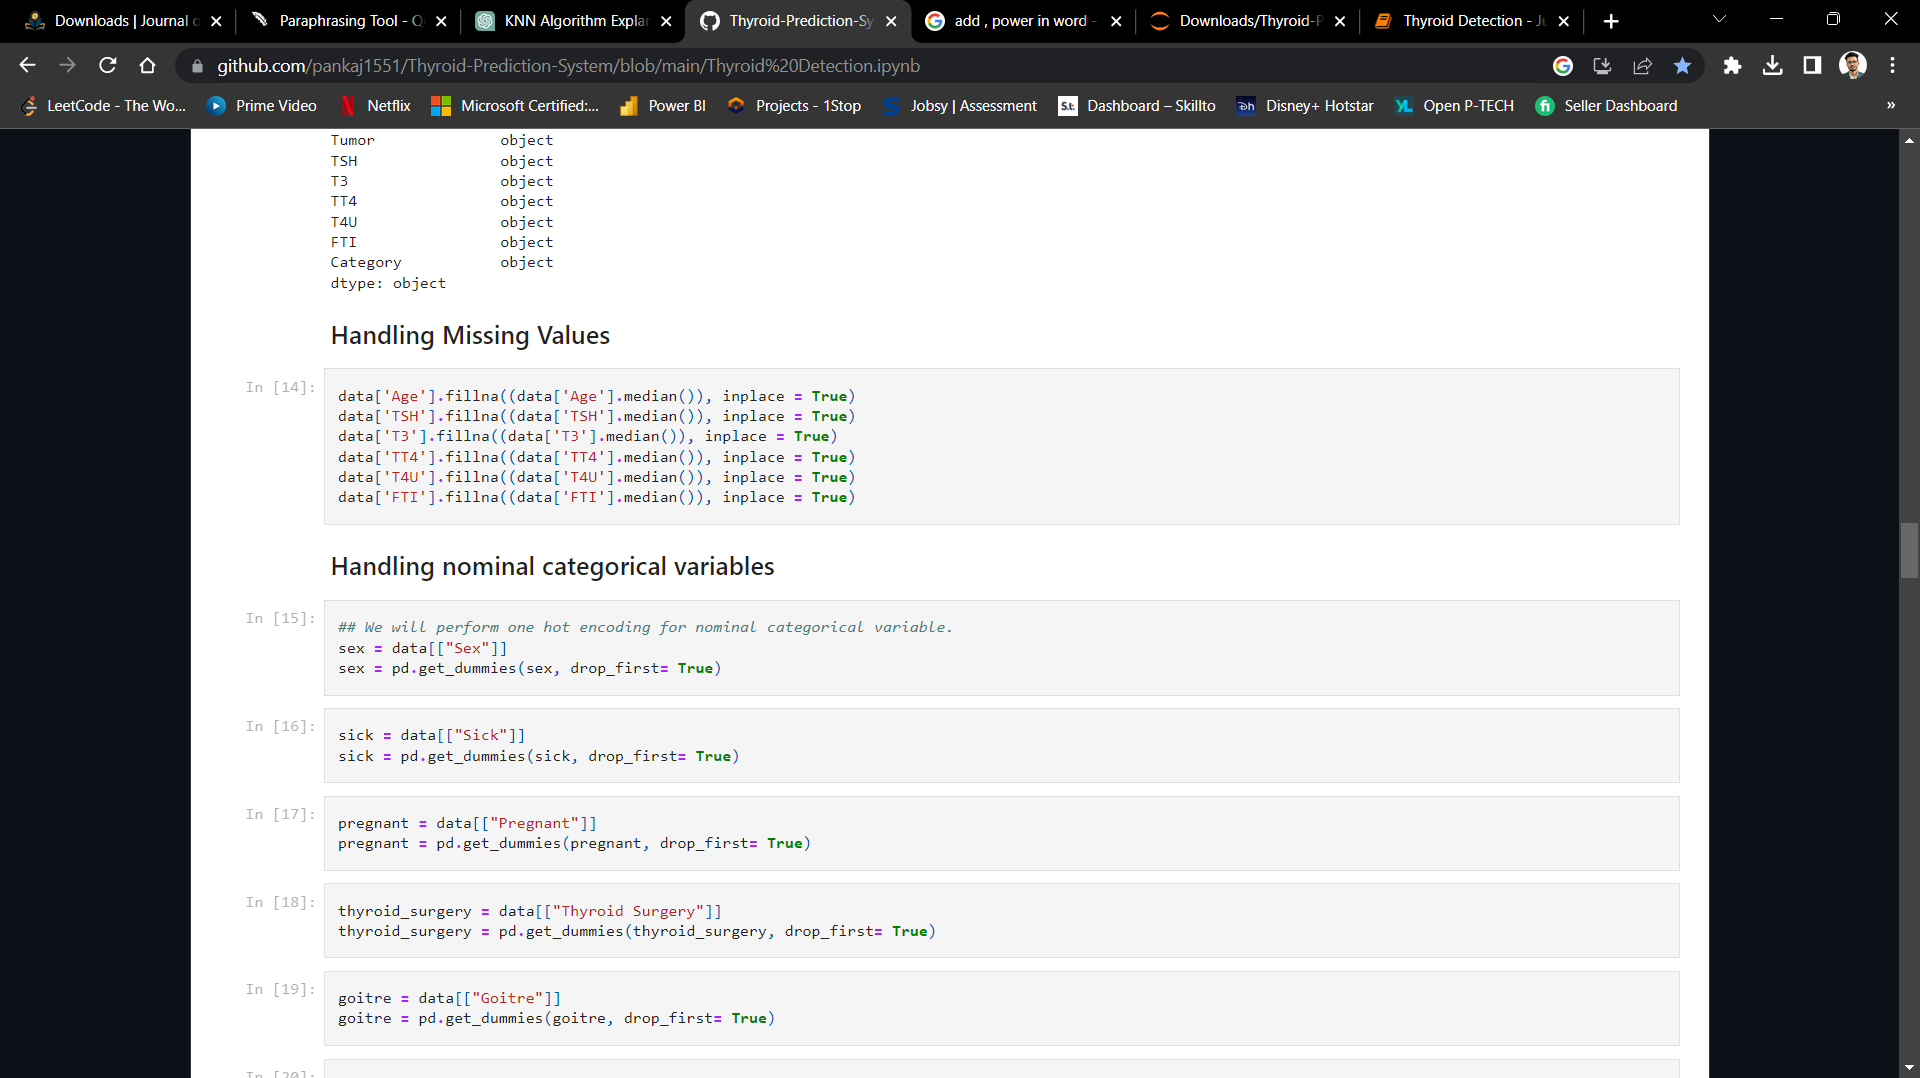 Downloads | Journal o
Paraphrasing Tool - Q
KNN Algorithm Explai
Thyroid-Prediction-Sy
add , power in word -
Downloads/Thyroid-P
Thyroid Detection - Ju
github.com/pankaj1551/Thyroid-Prediction-System/blob/main/Thyroid%20Detection.ipynb
LeetCode - The Wo...
Prime Video
Netflix
Microsoft Certified:...
Power BI
Projects - 1Stop
Jobsy | Assessment
Dashboard – Skillto
Disney+ Hotstar
Open P-TECH
Seller Dashboard
Tumor object
TSH object
T3 object
TT4 object
T4U object
FTI object
Category object
dtype: object
Handling Missing Values
In [14]:
data['Age'].fillna((data['Age'].median()), inplace = True)
data['TSH'].fillna((data['TSH'].median()), inplace = True)
data['T3'].fillna((data['T3'].median()), inplace = True)
data['TT4'].fillna((data['TT4'].median()), inplace = True)
data['T4U'].fillna((data['T4U'].median()), inplace = True)
data['FTI'].fillna((data['FTI'].median()), inplace = True)
Handling nominal categorical variables
In [15]:
## We will perform one hot encoding for nominal categorical variable.
sex = data[["Sex"]]
sex = pd.get_dummies(sex, drop_first= True)
In [16]:
sick = data[["Sick"]]
sick = pd.get_dummies(sick, drop_first= True)
In [17]:
pregnant = data[["Pregnant"]]
pregnant = pd.get_dummies(pregnant, drop_first= True)
In [18]:
thyroid_surgery = data[["Thyroid Surgery"]]
thyroid_surgery = pd.get_dummies(thyroid_surgery, drop_first= True)
In [19]:
goitre = data[["Goitre"]]
goitre = pd.get_dummies(goitre, drop_first= True)
In [20]: